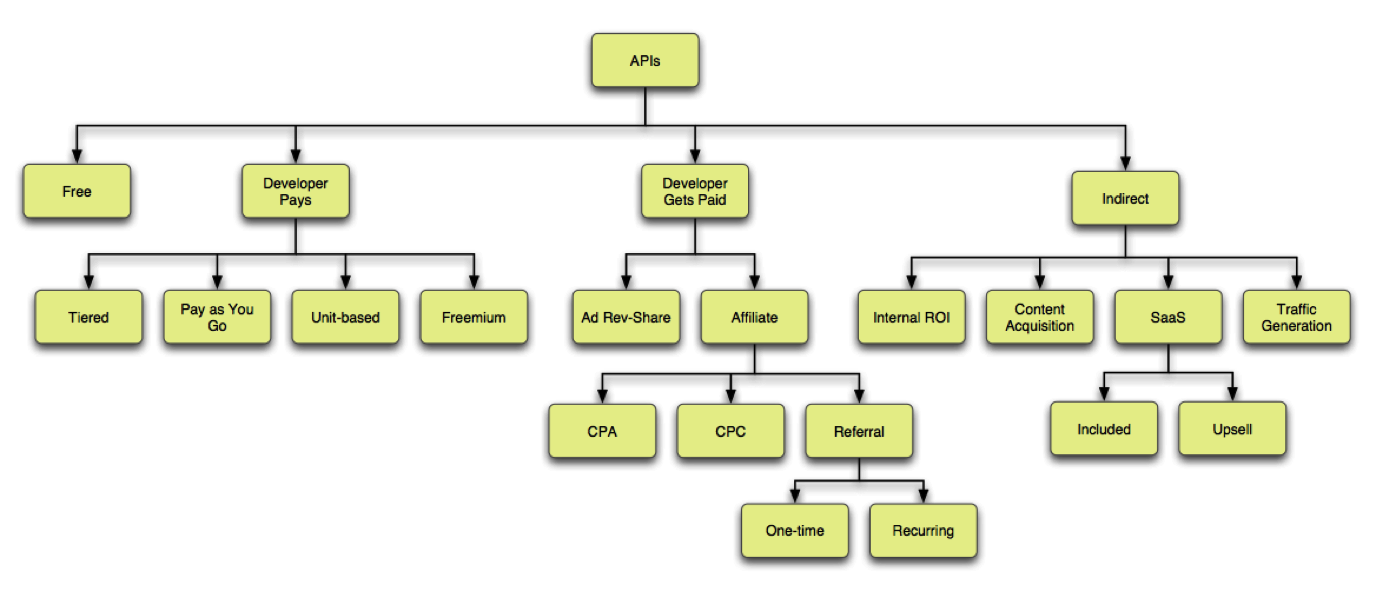 APIs
Free
Developer
Pays
Developer
Gets Paid
Indirect
Tiered
Pay as You
Go
Unit-based
Freemium
Ad Rev-Share
Affiliate
Internal ROI
Content
Acquisition
SaaS
Traffic
Generation
CPA
CPC
Referral
Included
Upsell
One-time
Recurring